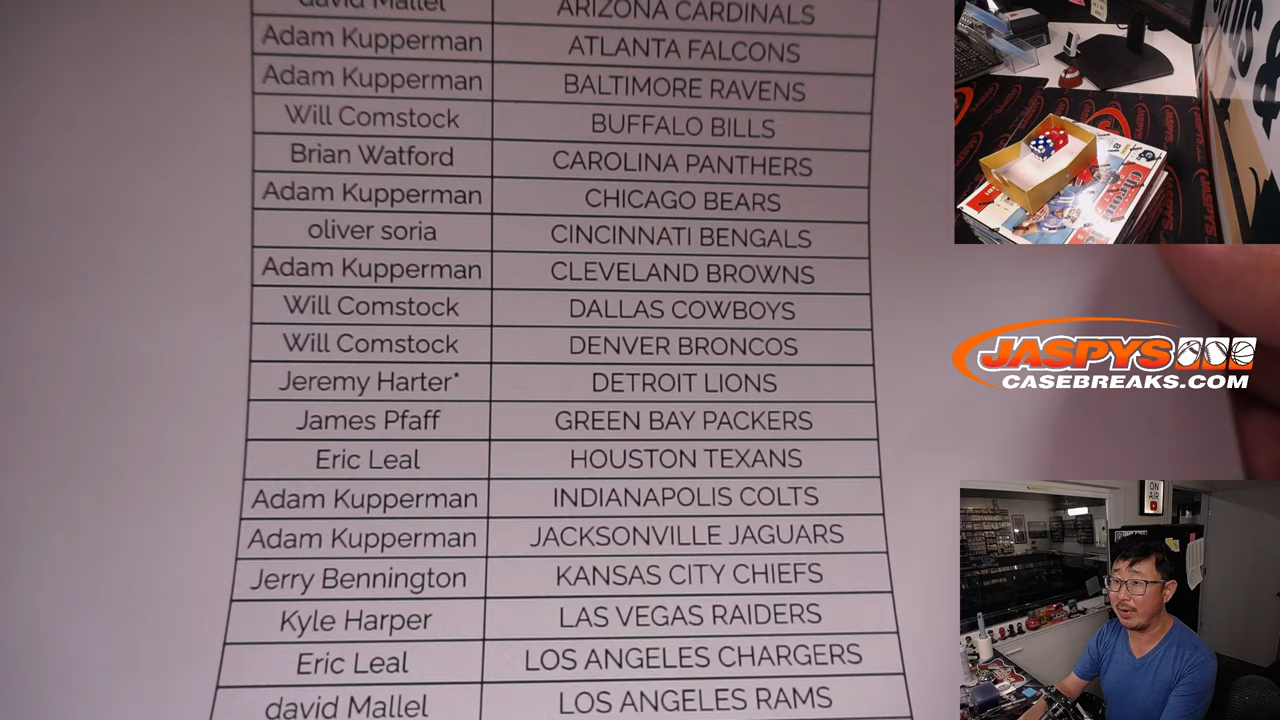 david Mallel ARIZONA CARDINALS
Adam Kupperman ATLANTA FALCONS
Adam Kupperman BALTIMORE RAVENS
Will Comstock BUFFALO BILLS
Brian Watford CAROLINA PANTHERS
Adam Kupperman CHICAGO BEARS
oliver soria CINCINNATI BENGALS
Adam Kupperman CLEVELAND BROWNS
Will Comstock DALLAS COWBOYS
Will Comstock DENVER BRONCOS
Jeremy Harter* DETROIT LIONS
James Pfaff GREEN BAY PACKERS
Eric Leal HOUSTON TEXANS
Adam Kupperman INDIANAPOLIS COLTS
Adam Kupperman JACKSONVILLE JAGUARS
Jerry Bennington KANSAS CITY CHIEFS
Kyle Harper LAS VEGAS RAIDERS
Eric Leal LOS ANGELES CHARGERS
david Mallel LOS ANGELES RAMS
JASPYS
CASEBREAKS.COM
ON
AIR